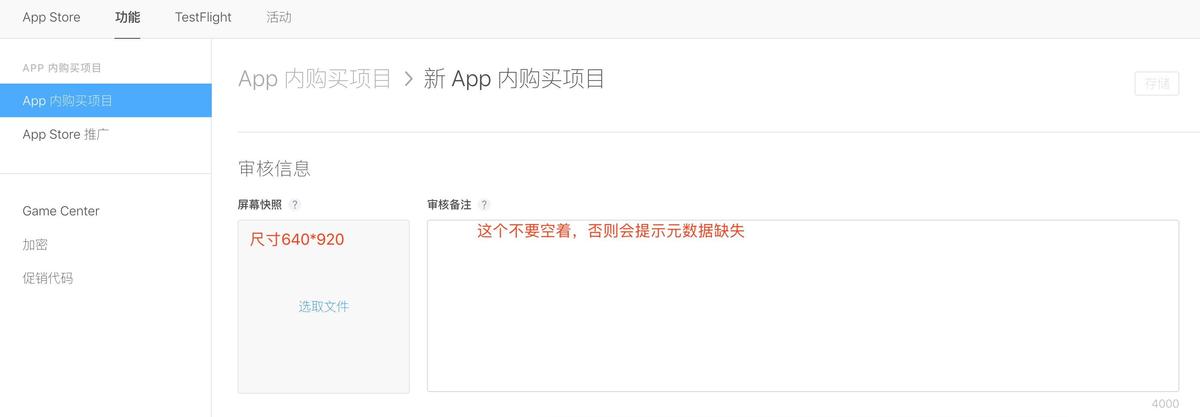 App Store 功能 TestFlight 活动
APP 内购买项目
App 内购买项目
App Store 推广
Game Center
加密
促销代码
App 内购买项目 > 新 App 内购买项目
存储
审核信息
屏幕快照 ?
尺寸640*920
选取文件
审核备注 ?
这个不要空着，否则会提示元数据缺失
4000